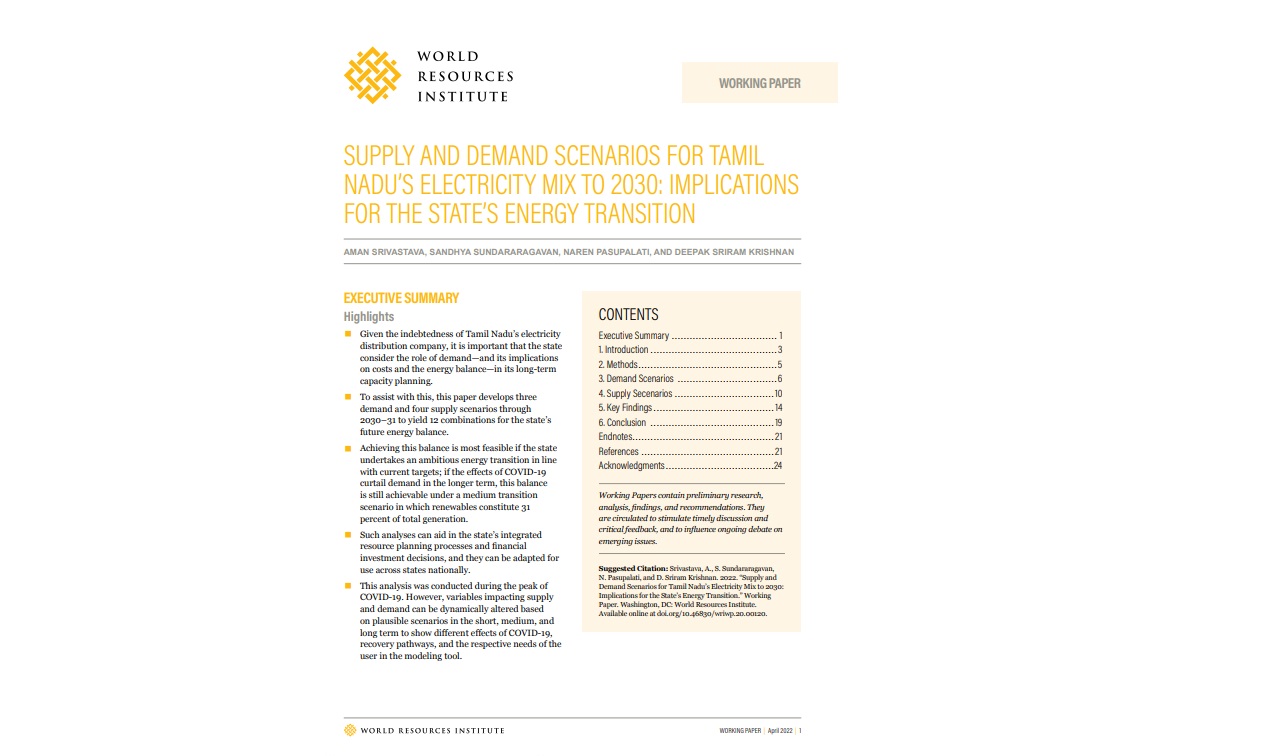 WORLD
RESOURCES
INSTITUTE
WORKING PAPER
SUPPLY AND DEMAND SCENARIOS FOR TAMIL
NADU'S ELECTRICITY MIX TO 2030: IMPLICATIONS
FOR THE STATE'S ENERGY TRANSITION
AMAN SRIVASTAVA, SANDHYA SUNDARARAGAVAN, NAREN PASUPALATI, AND DEEPAK SRIRAM KRISHNAN
EXECUTIVE SUMMARY
Highlights
Given the indebtedness of Tamil Nadu's electricity
distribution company, it is important that the state
consider the role of demand—and its implications
on costs and the energy balance—in its long-term
capacity planning.
To assist with this, this paper develops three
demand and four supply scenarios through
2030–31 to yield 12 combinations for the state's
future energy balance.
Achieving this balance is most feasible if the state
undertakes an ambitious energy transition in line
with current targets; if the effects of COVID-19
curtail demand in the longer term, this balance
is still achievable under a medium transition
scenario in which renewables constitute 31
percent of total generation.
Such analyses can aid in the state's integrated
resource planning processes and financial
investment decisions, and they can be adapted for
use across states nationally.
This analysis was conducted during the peak of
COVID-19. However, variables impacting supply
and demand can be dynamically altered based
on plausible scenarios in the short, medium, and
long term to show different effects of COVID-19,
recovery pathways, and the respective needs of the
user in the modeling tool.
CONTENTS
Executive Summary ................................ 1
1. Introduction ...................................... 3
2. Methods .......................................... 5
3. Demand Scenarios ............................... 6
4. Supply Secenarios ............................... 10
5. Key Findings ..................................... 14
6. Conclusion ....................................... 19
Endnotes ........................................... 21
References ......................................... 21
Acknowledgments ................................ 24
Working Papers contain preliminary research,
analysis, findings, and recommendations. They
are circulated to stimulate timely discussion and
critical feedback, and to influence ongoing debate on
emerging issues.
Suggested Citation: Srivastava, A., S. Sundararagavan,
N. Pasupalati, and D. Sriram Krishnan. 2022. "Supply and
Demand Scenarios for Tamil Nadu's Electricity Mix to 2030:
Implications for the State's Energy Transition." Working
Paper. Washington, DC: World Resources Institute.
Available online at doi.org/10.46830/wriwp.20.00120.
WORLD RESOURCES INSTITUTE
WORKING PAPER | April 2022 | 1